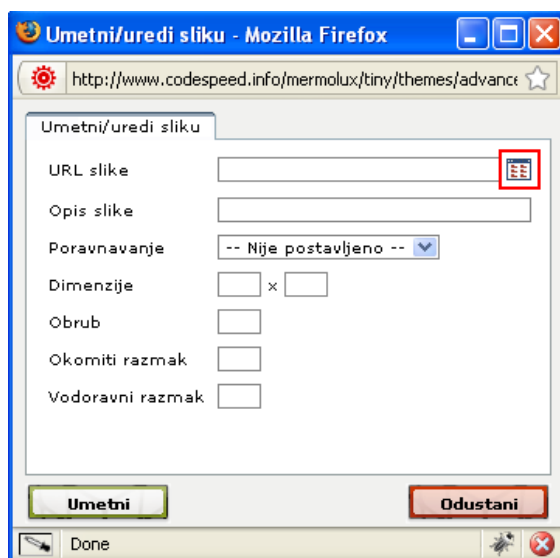 Umetni/uredi sliku - Mozilla Firefox
http://www.codespeed.info/mermolux/tiny/themes/advance
Umetni/uredi sliku
URL slike
Opis slike
Poravnavanje -- Nije postavljeno --
Dimenzije x
Obrub
Okomiti razmak
Vodoravni razmak
Umetni Odustani
Done